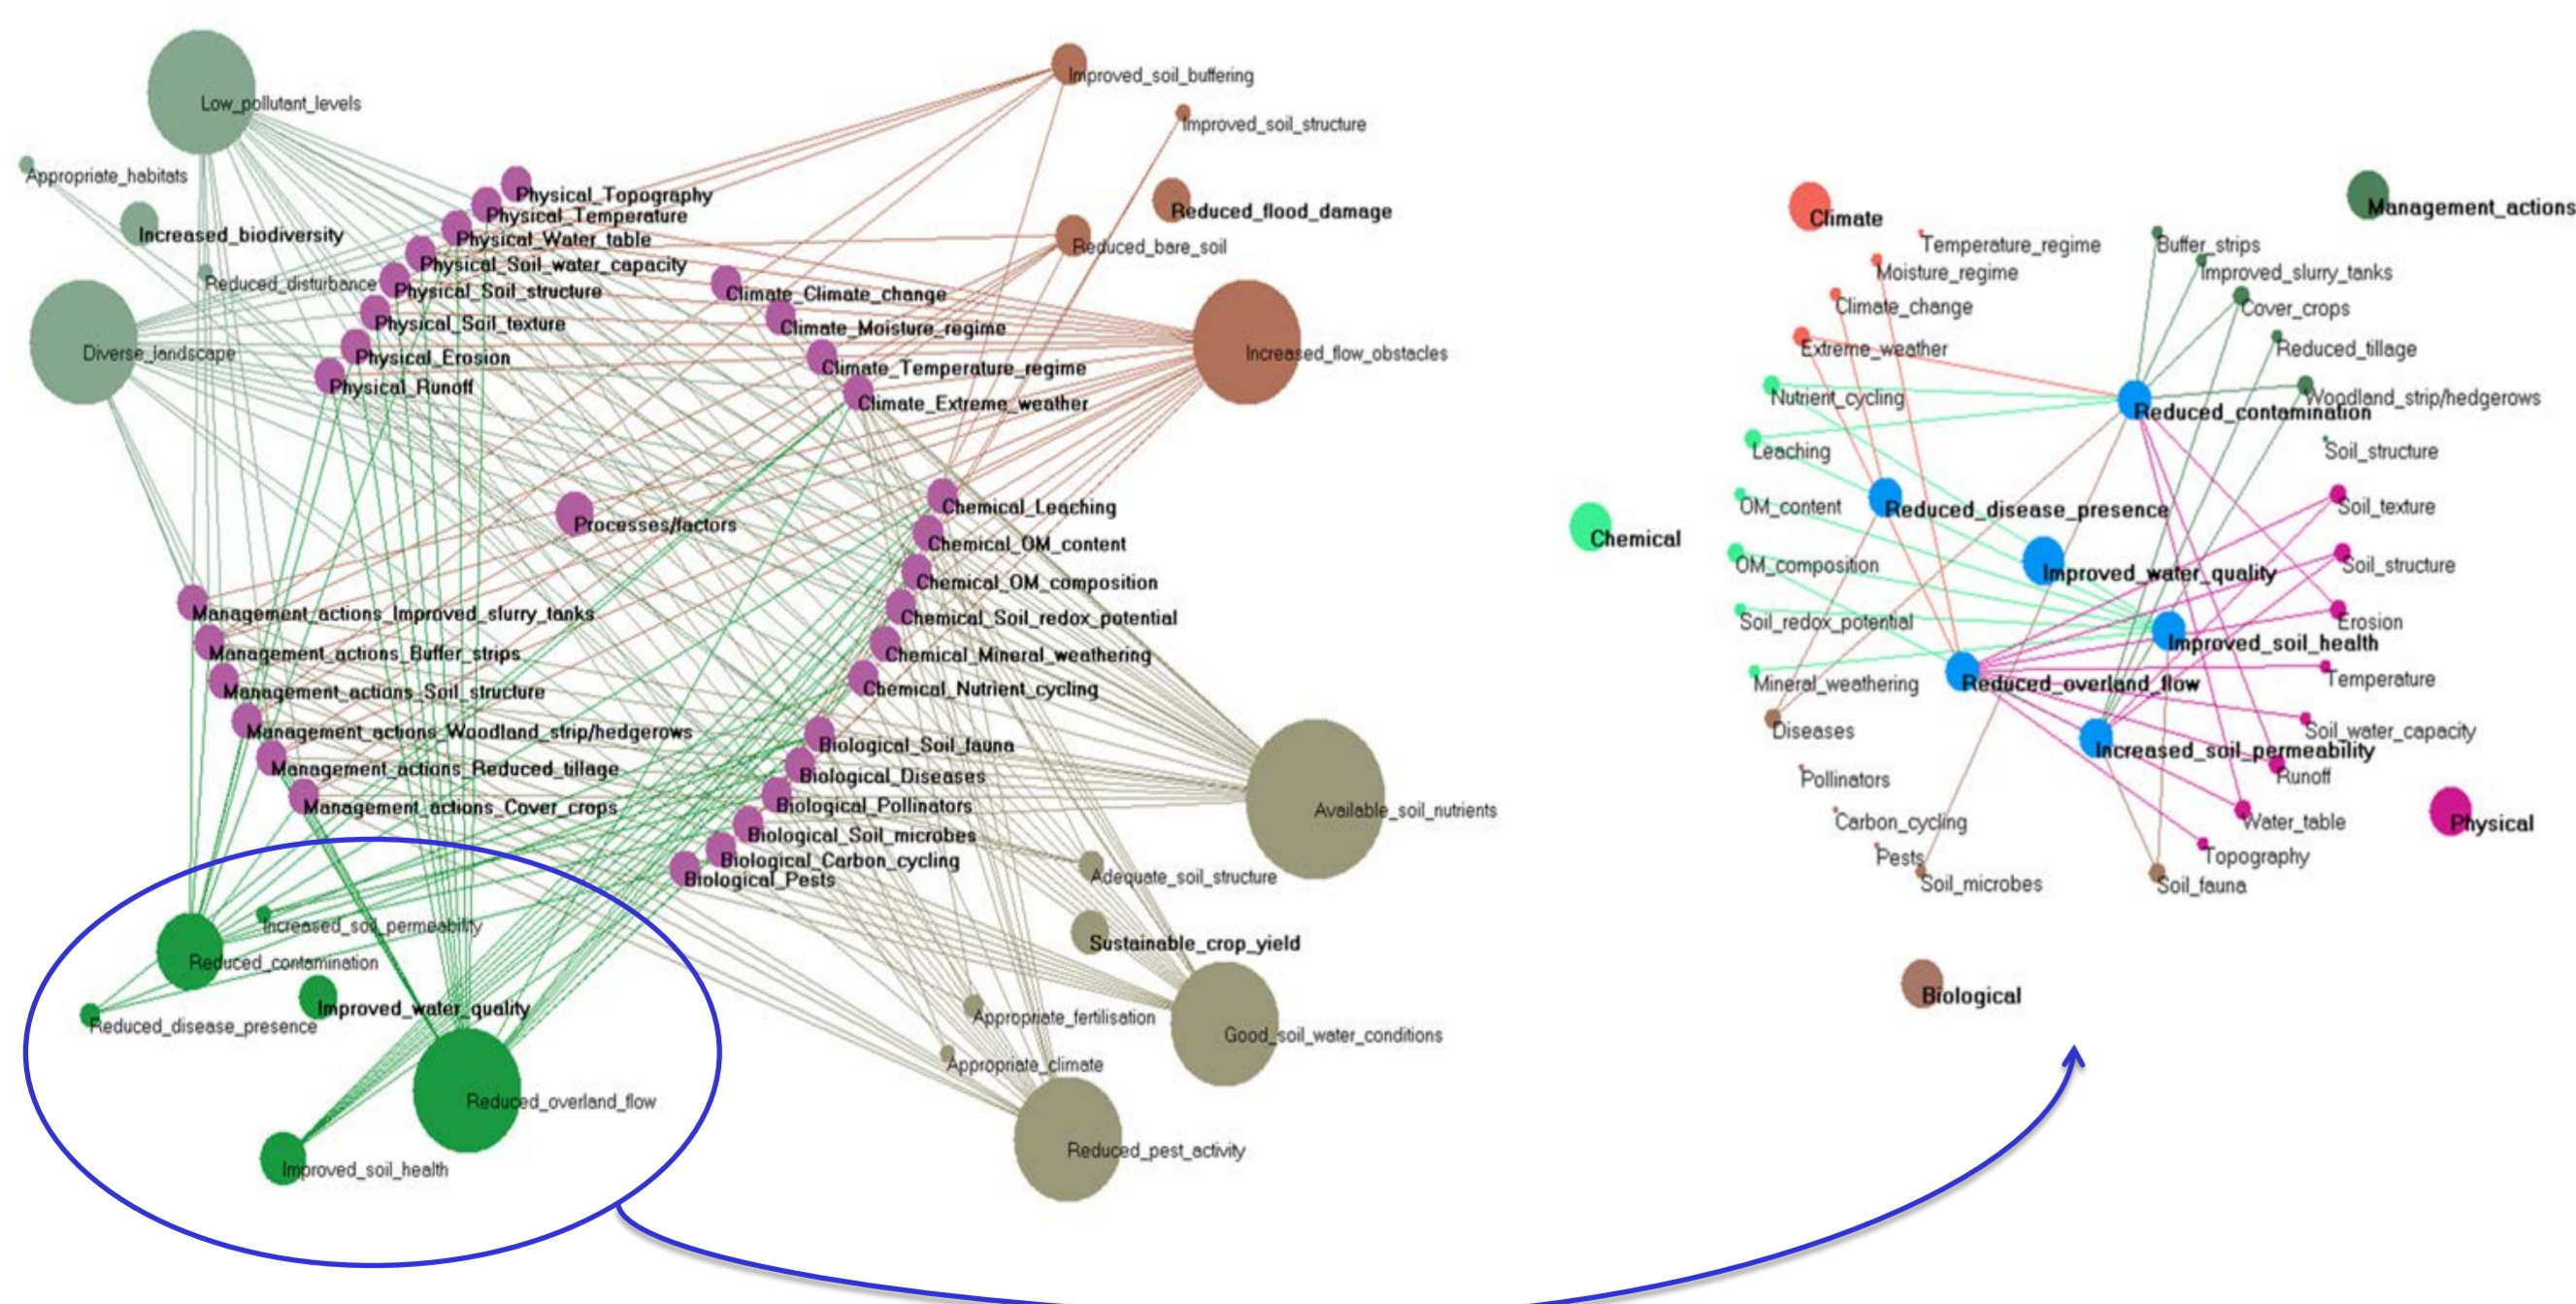 Low_pollutant_levels
Appropriate_habitats
Increased_biodiversity
Reduced_disturbance
Diverse_landscape
Physical_Topography
Physical_Temperature
Physical_Water_table
Physical_Soil_water_capacity
Physical_Soil_structure
Physical_Soil_texture
Physical_Erosion
Physical_Runoff
Improved_soil_buffering
Improved_soil_structure
Reduced_flood_damage
Reduced_bare_soil
Increased_flow_obstacles
Climate_Climate_change
Climate_Moisture_regime
Climate_Temperature_regime
Climate_Extreme_weather
Processes/factors
Chemical_Leaching
Chemical_OM_content
Chemical_OM_composition
Chemical_Soil_redox_potential
Chemical_Mineral_weathering
Chemical_Nutrient_cycling
Management_actions_Improved_slurry_tanks
Management_actions_Buffer_strips
Management_actions_Soil_structure
Management_actions_Woodland_strip/hedgerows
Management_actions_Reduced_tillage
Management_actions_Cover_crops
Biological_Soil_fauna
Biological_Diseases
Biological_Pollinators
Biological_Soil_microbes
Biological_Carbon_cycling
Biological_Pests
Increased_soil_permeability
Reduced_contamination
Improved_water_quality
Reduced_disease_presence
Reduced_overland_flow
Improved_soil_health
Available_soil_nutrients
Adequate_soil_structure
Sustainable_crop_yield
Appropriate_fertilisation
Good_soil_water_conditions
Appropriate_climate
Reduced_pest_activity
Climate
Management_actions
Temperature_regime
Moisture_regime
Climate_change
Extreme_weather
Buffer_strips
Improved_slurry_tanks
Cover_crops
Reduced_tillage
Woodland_strip/hedgerows
Soil_structure
Nutrient_cycling
Leaching
OM_content
OM_composition
Soil_redox_potential
Mineral_weathering
Chemical
Reduced_contamination
Reduced_disease_presence
Improved_water_quality
Improved_soil_health
Reduced_overland_flow
Increased_soil_permeability
Soil_texture
Soil_structure
Erosion
Temperature
Soil_water_capacity
Runoff
Water_table
Topography
Physical
Diseases
Pollinators
Carbon_cycling
Pests
Soil_microbes
Soil_fauna
Biological